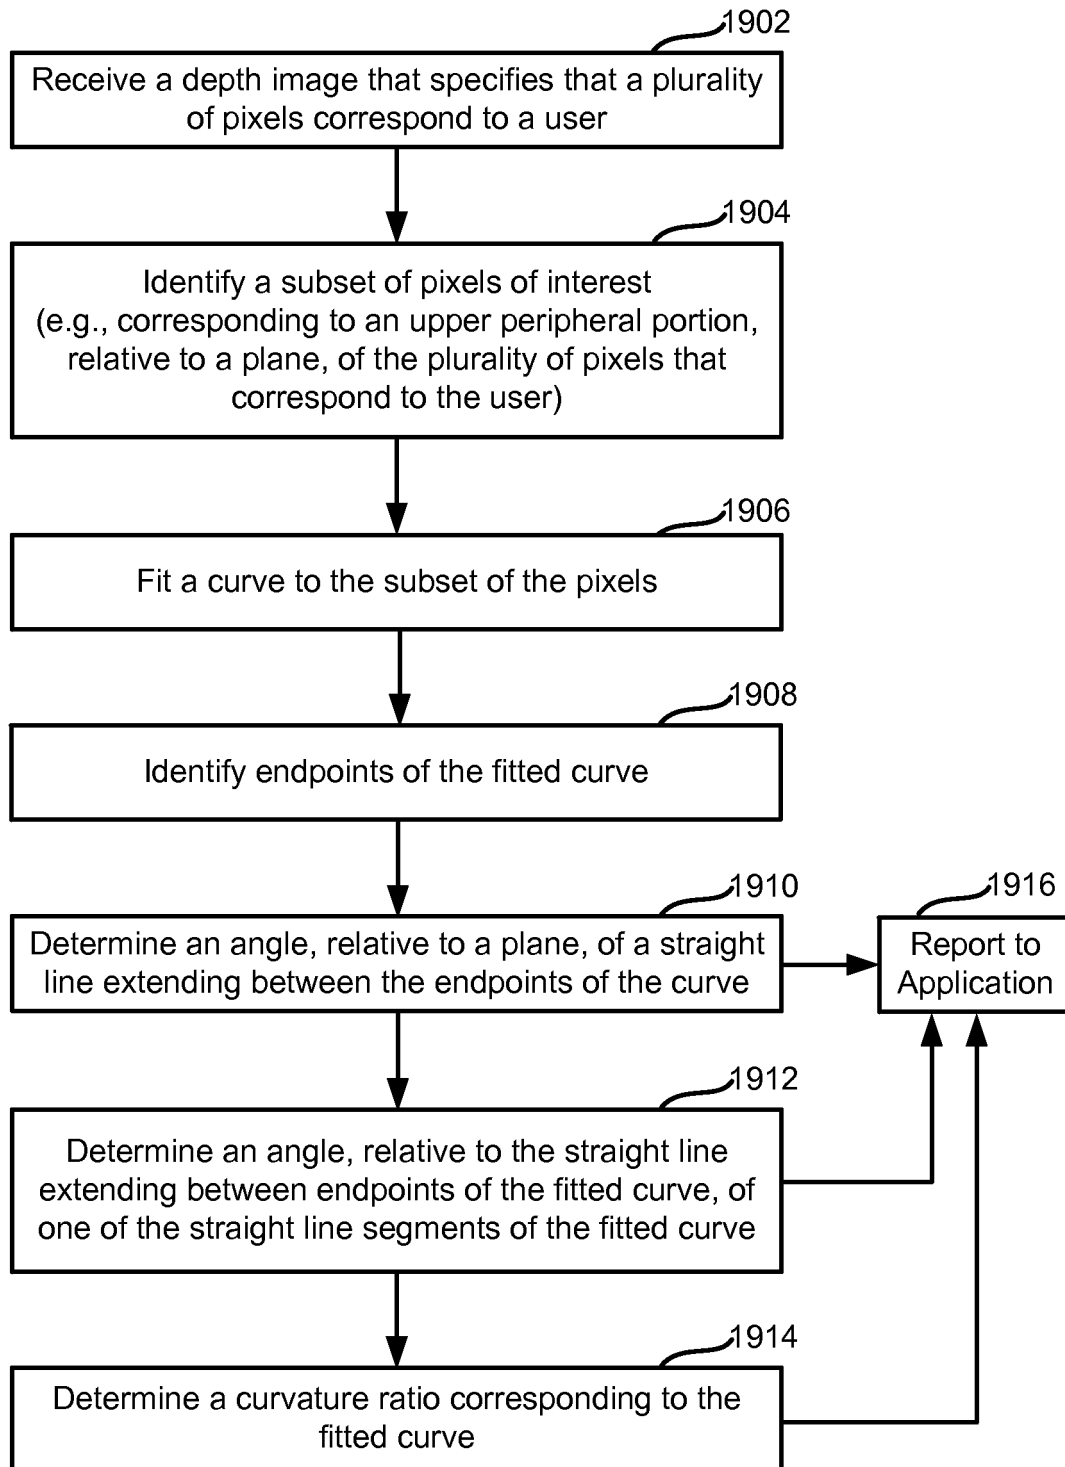 1902
Receive a depth image that specifies that a plurality
of pixels correspond to a user
1904
Identify a subset of pixels of interest
(e.g., corresponding to an upper peripheral portion,
relative to a plane, of the plurality of pixels that
correspond to the user)
1906
Fit a curve to the subset of the pixels
1908
Identify endpoints of the fitted curve
1910
Determine an angle, relative to a plane, of a straight
line extending between the endpoints of the curve
1916
Report to
Application
1912
Determine an angle, relative to the straight line
extending between endpoints of the fitted curve, of
one of the straight line segments of the fitted curve
1914
Determine a curvature ratio corresponding to the
fitted curve